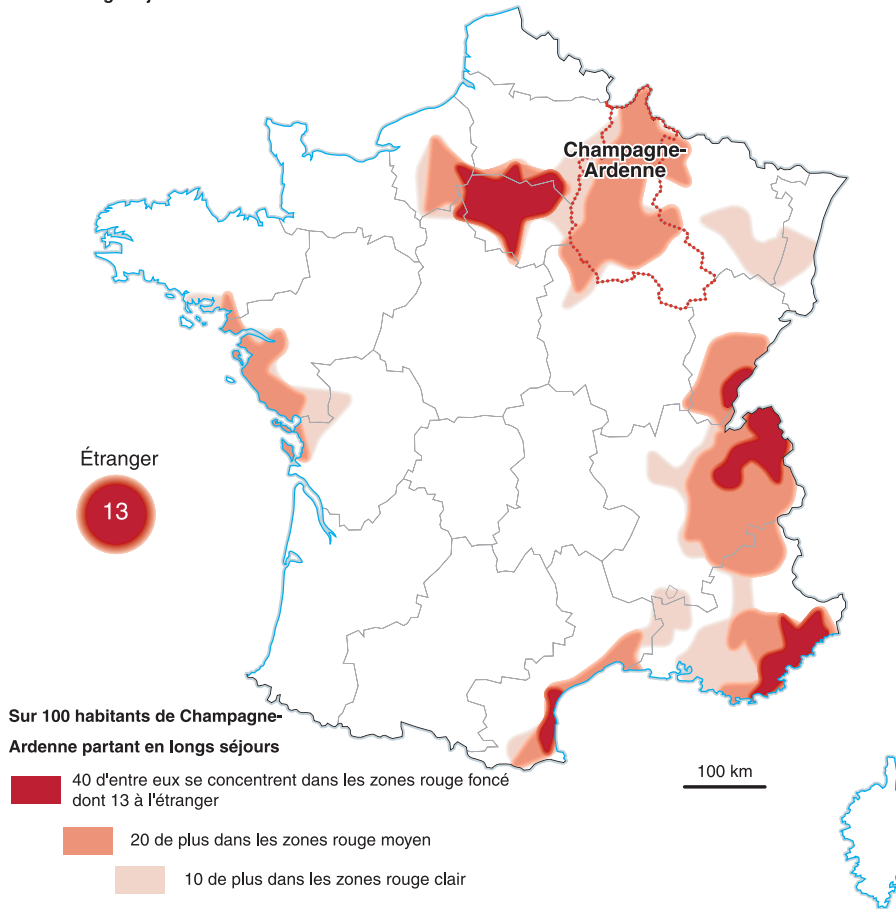 Champagne-
Ardenne
Étranger
13
Sur 100 habitants de Champagne-
Ardenne partant en longs séjours
100 km
40 d'entre eux se concentrent dans les zones rouge foncé
dont 13 à l'étranger
20 de plus dans les zones rouge moyen
10 de plus dans les zones rouge clair